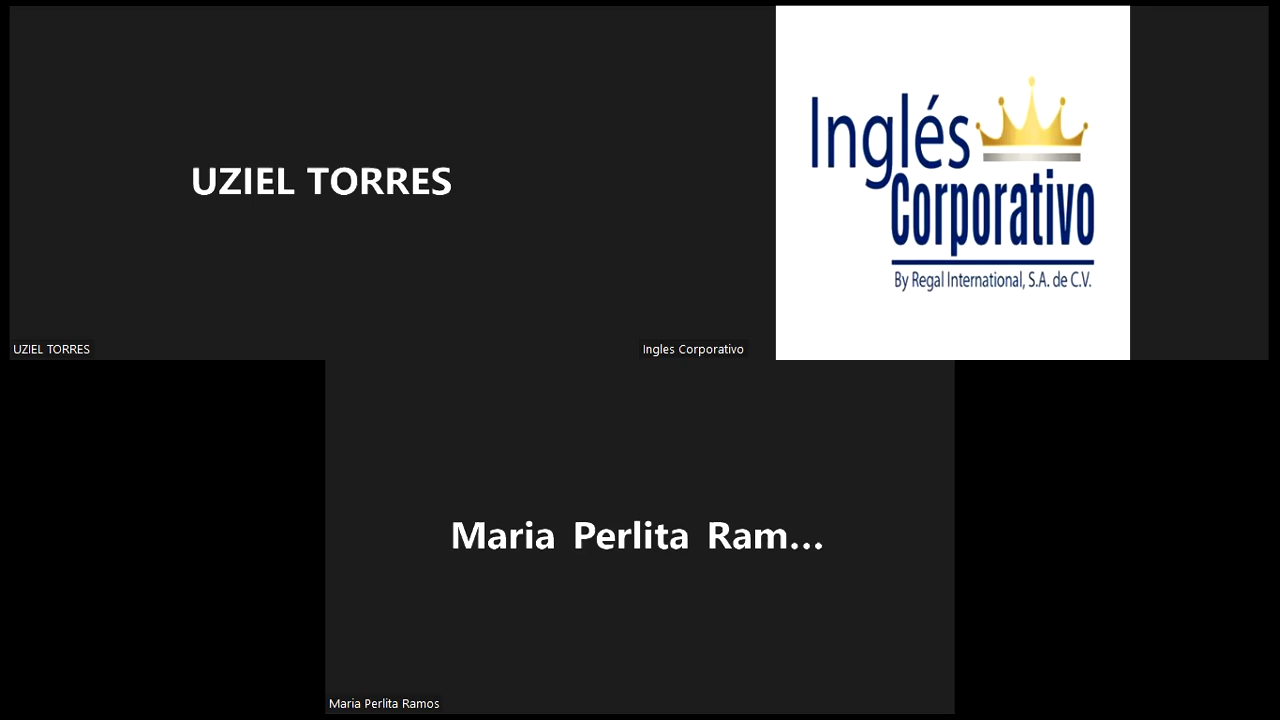 UZIEL TORRES
UZIEL TORRES
Inglés
Corporativo
By Regal International, S.A. de C.V.
Ingles Corporativo
Maria Perlita Ram...
Maria Perlita Ramos